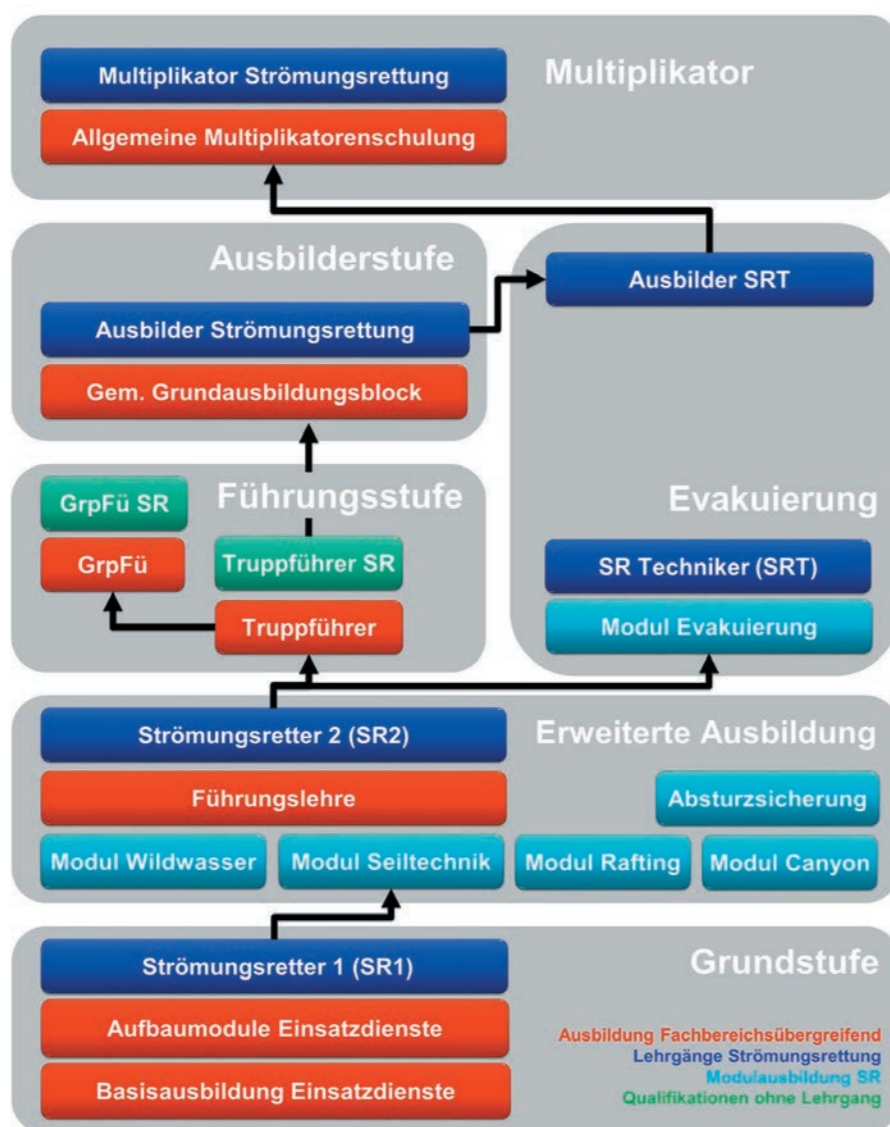 Multiplikator
Multiplikator Strömungsrettung
Allgemeine Multiplikatorenschulung
Ausbilderstufe
Ausbilder Strömungsrettung
Gem. Grundausbildungsblock
Ausbilder SRT
Evakuierung
SR Techniker (SRT)
Modul Evakuierung
Führungsstufe
GrpFü SR
GrpFü
Truppführer SR
Truppführer
Erweiterte Ausbildung
Strömungsretter 2 (SR2)
Führungslehre
Absturzsicherung
Modul Wildwasser
Modul Seiltechnik
Modul Rafting
Modul Canyon
Grundstufe
Strömungsretter 1 (SR1)
Aufbaumodule Einsatzdienste
Basisausbildung Einsatzdienste
Ausbildung Fachbereichsübergreifend
Lehrgänge Strömungsrettung
Modulausbildung SR
Qualifikationen ohne Lehrgang